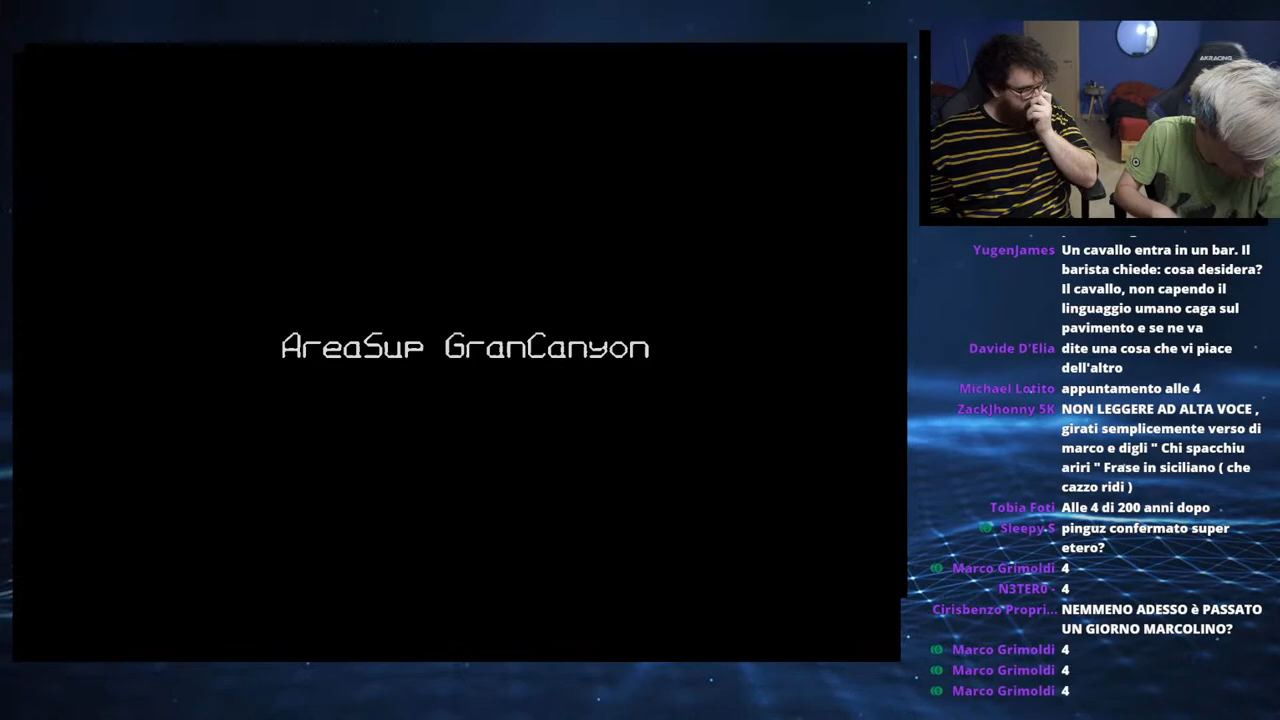 AKRACING
AreaSup GranCanyon
YugenJames Un cavallo entra in un bar. Il
barista chiede: cosa desidera?
Il cavallo, non capendo il
linguaggio umano caga sul
pavimento e se ne va
Davide D'Elia dite una cosa che vi piace
dell'altro
Michael Lotito appuntamento alle 4
ZackJhonny 5K NON LEGGERE AD ALTA VOCE ,
girati semplicemente verso di
marco e digli " Chi spacchiu
ariri " Frase in siciliano ( che
cazzo ridi )
Tobia Foti Alle 4 di 200 anni dopo
Sleepy S pinguz confermato super
etero?
Marco Grimoldi 4
N3TER0 - 4
Cirisbenzo Propri... NEMMENO ADESSO è PASSATO
UN GIORNO MARCOLINO?
Marco Grimoldi 4
Marco Grimoldi 4
Marco Grimoldi 4